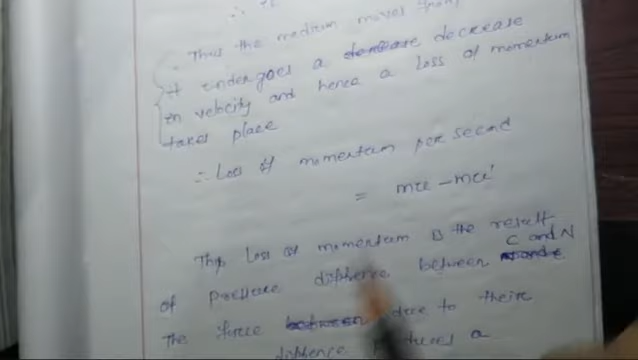 Thus the medium moves from
it undergoes a decrease
in velocity and hence a loss of momentum
takes place
∴ Loss of momentum per second
= mu - mu'
This loss of momentum is the result
of pressure diffrence between C and N
The force due to their
diffrence produces a